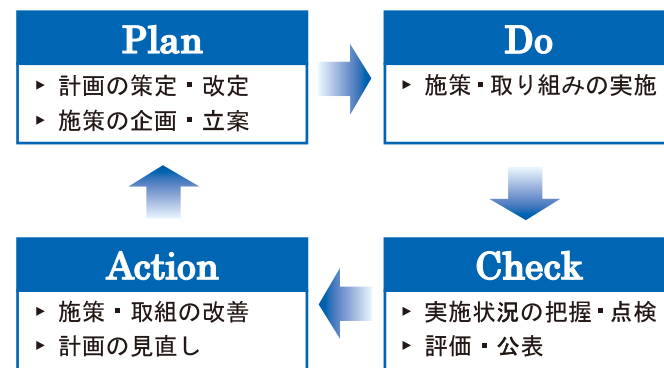 Plan
▸ 計画の策定・改定
▸ 施策の企画・立案
Do
▸ 施策・取り組みの実施
Check
▸ 実施状況の把握・点検
▸ 評価・公表
Action
▸ 施策・取組の改善
▸ 計画の見直し